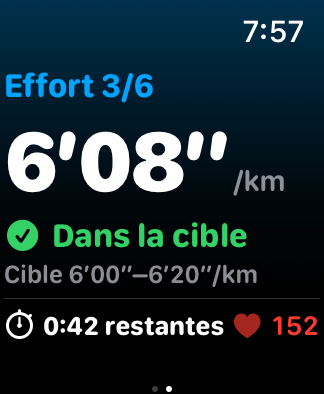 7:57
Effort 3/6
6′08″/km
Dans la cible
Cible 6′00″–6′20″/km
0:42 restantes 152